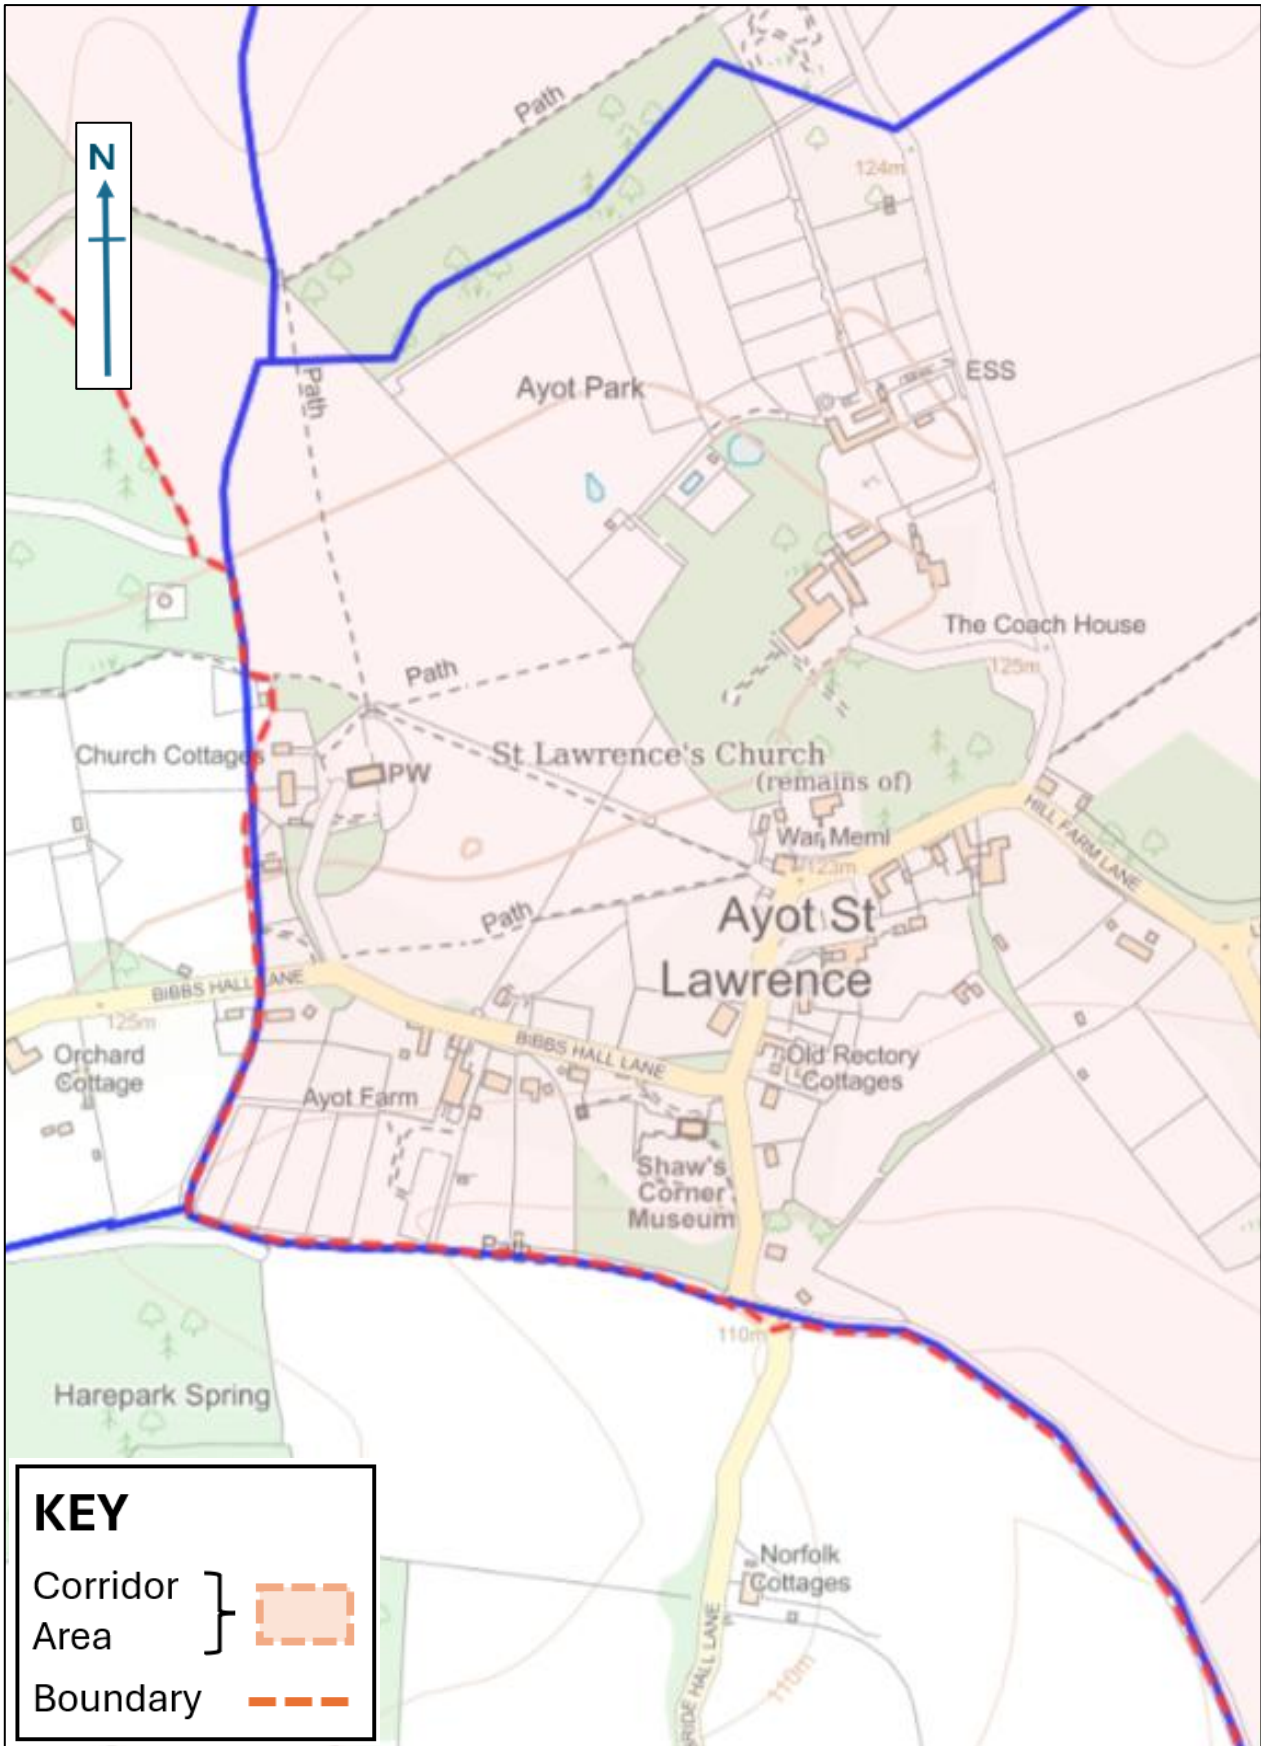 Path
N
124m
Path
Ayot Park
ESS
The Coach House
125m
Path
St Lawrence's Church
(remains of)
Church Cottages
PW
War Meml
123m
HILL FARM LANE
Path
Ayot St
Lawrence
BIBBS HALL LANE
125m
BIBBS HALL LANE
Orchard
Cottage
Old Rectory
Cottages
Ayot Farm
Shaw's
Corner
Museum
Path
110m
Harepark Spring
KEY
Corridor
Area
Boundary
Norfolk
Cottages
110m
BRIDE HALL LANE